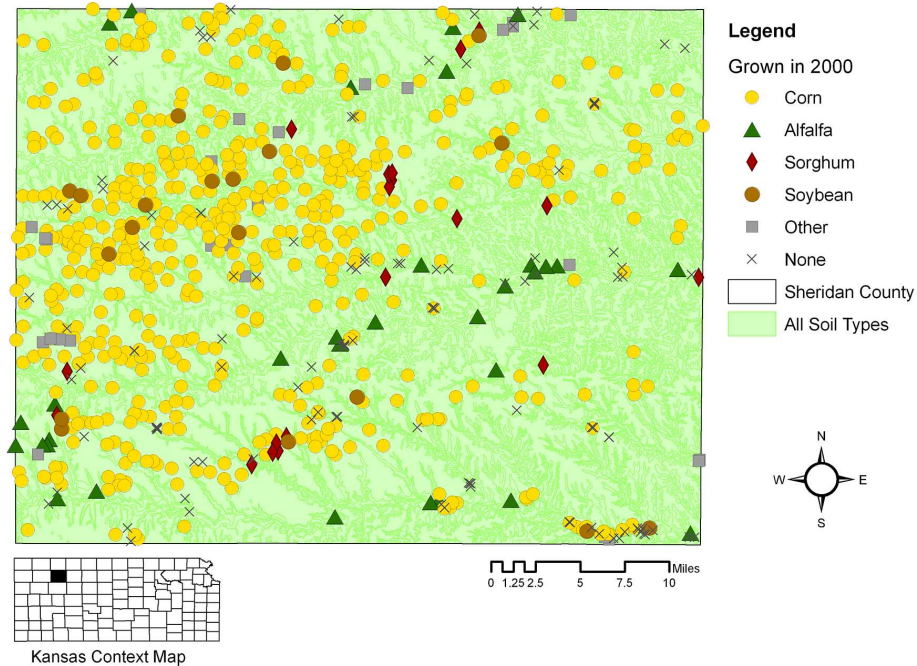 Legend
Grown in 2000
Corn
Alfalfa
Sorghum
Soybean
Other
None
Sheridan County
All Soil Types
N
W E
S
Miles
0 1.25 2.5 5 7.5 10
Kansas Context Map